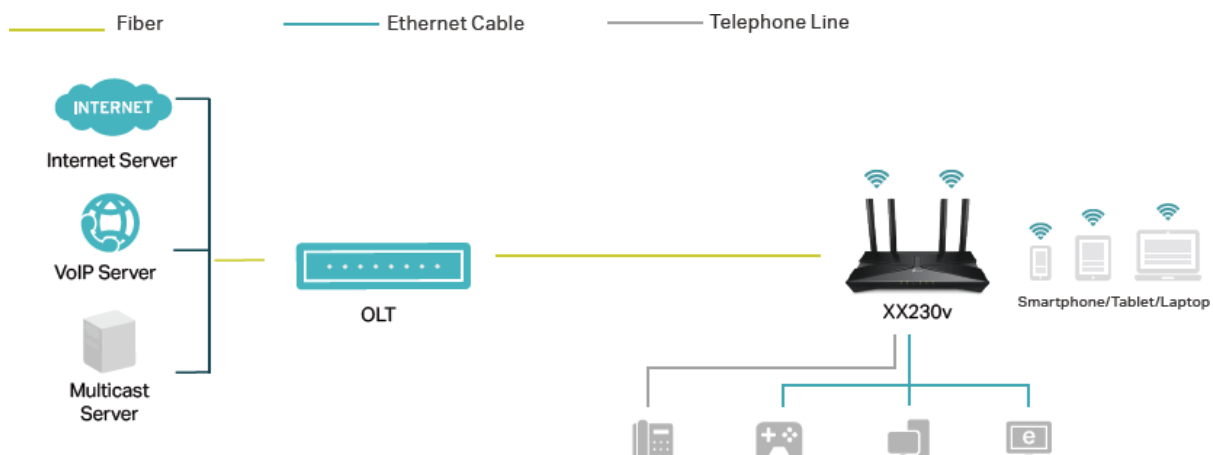 Fiber
Ethernet Cable
Telephone Line
INTERNET
Internet Server
VoIP Server
Multicast
Server
OLT
XX230v
Smartphone/Tablet/Laptop
e